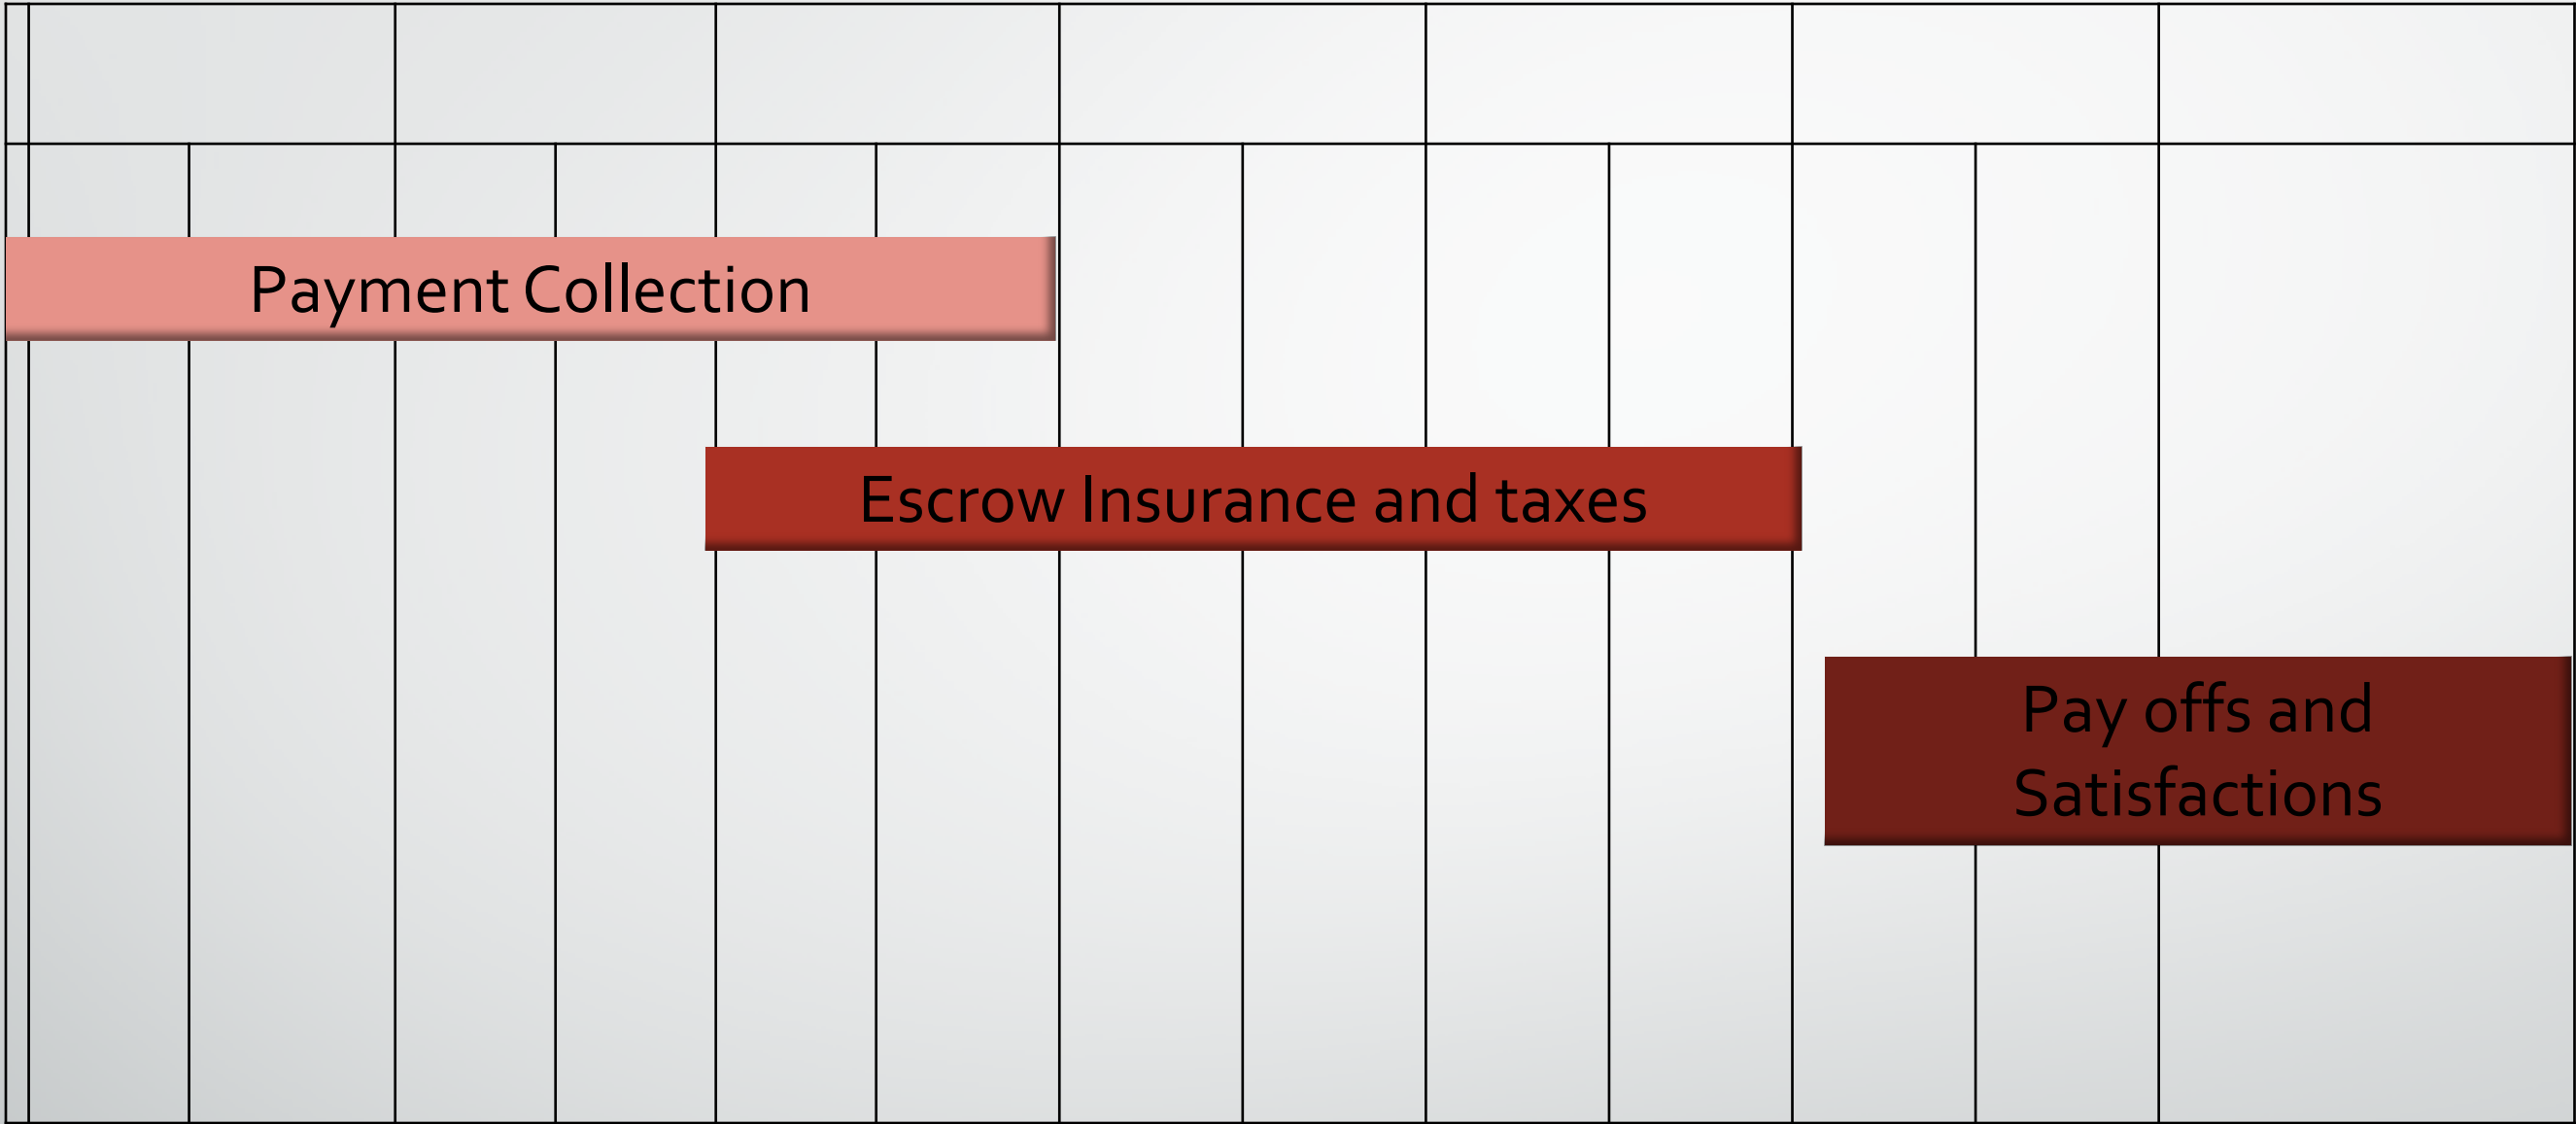 Payment Collection
Escrow Insurance and taxes
Pay offs and
Satisfactions